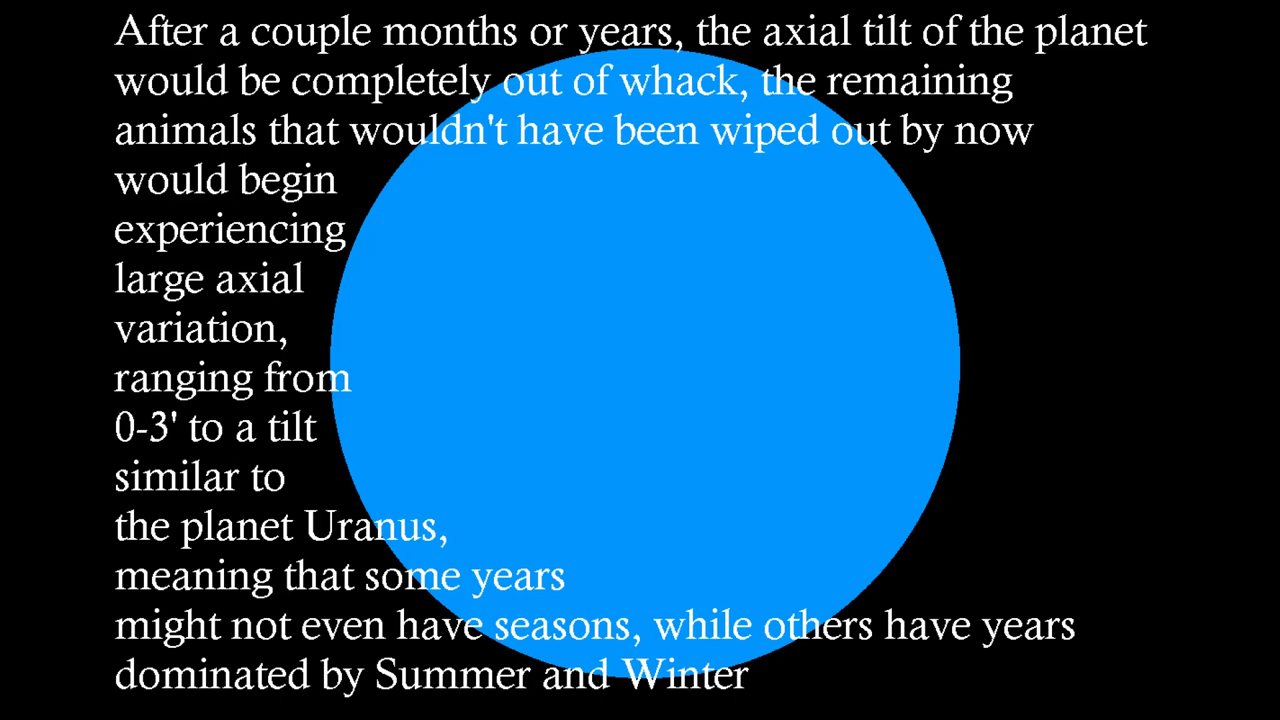 After a couple months or years, the axial tilt of the planet
would be completely out of whack, the remaining
animals that wouldn't have been wiped out by now
would begin
experiencing
large axial
variation,
ranging from
0-3' to a tilt
similar to
the planet Uranus,
meaning that some years
might not even have seasons, while others have years
dominated by Summer and Winter